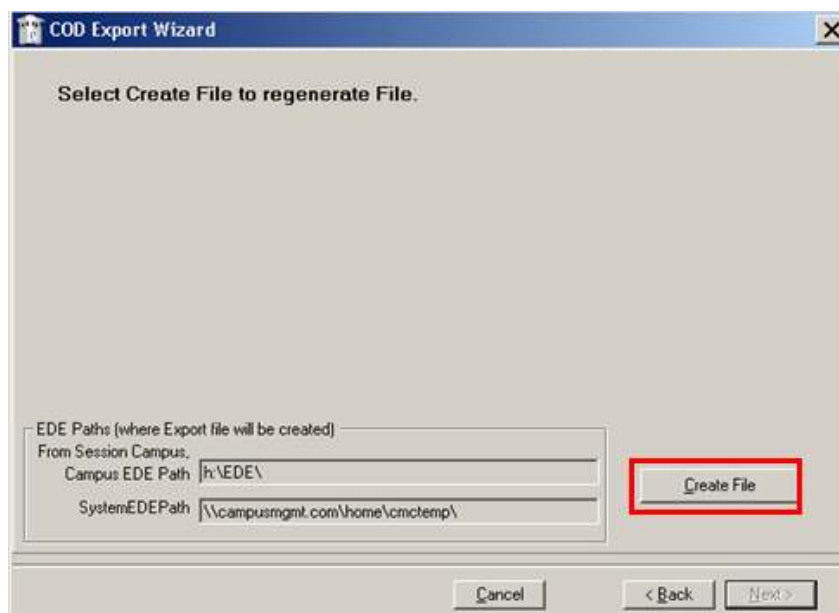 COD Export Wizard
Select Create File to regenerate File.
EDE Paths (where Export file will be created)
From Session Campus,
Campus EDE Path h:\EDE\
SystemEDEPath \\campusmgmt.com\home\cmctemp\
Create File
Cancel < Back Next >